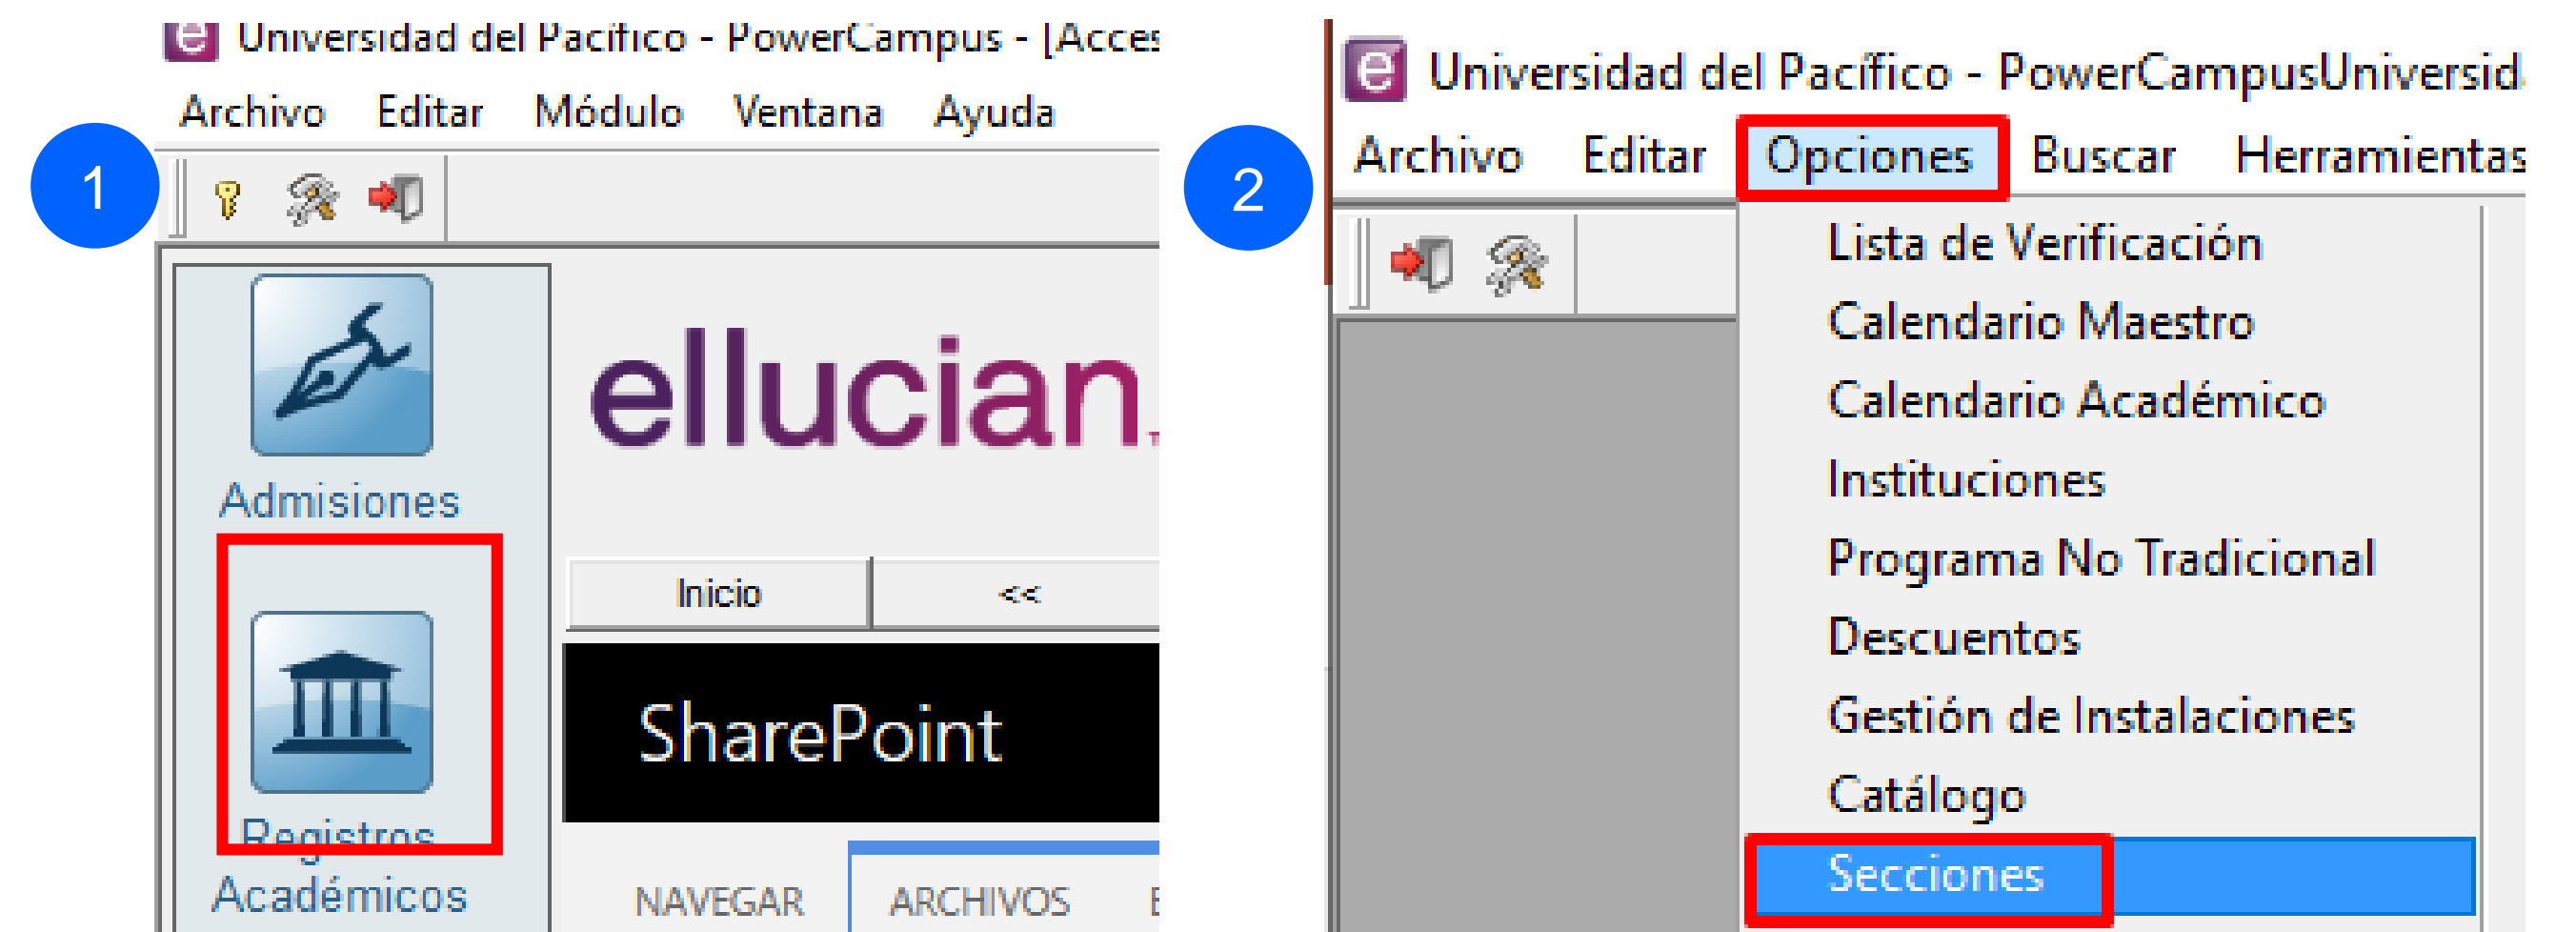 Universidad del Pacífico - PowerCampus - [Acces
Archivo Editar Módulo Ventana Ayuda
1
Admisiones
Registros
Académicos
ellucian
Inicio <<
SharePoint
NAVEGAR ARCHIVOS
2
Universidad del Pacífico - PowerCampusUniversid
Archivo Editar Opciones Buscar Herramientas
Lista de Verificación
Calendario Maestro
Calendario Académico
Instituciones
Programa No Tradicional
Descuentos
Gestión de Instalaciones
Catálogo
Secciones